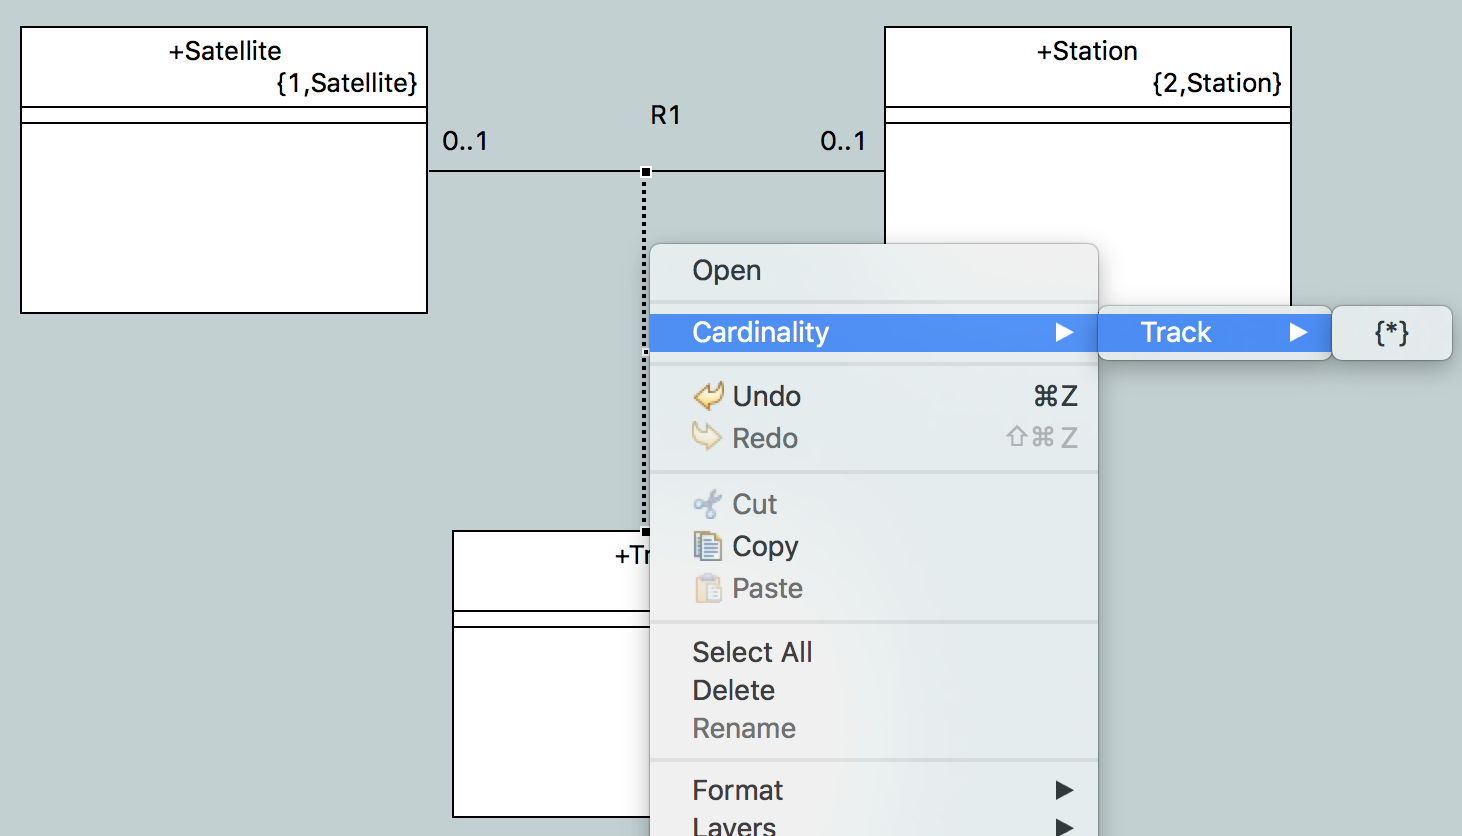 +Satellite
{1,Satellite}
+Station
{2,Station}
R1
0..1
0..1
Open
Cardinality
Track
{*}
Undo ⌘Z
Redo ⇧⌘Z
Cut
+Tr
Copy
Paste
Select All
Delete
Rename
Format
Layers